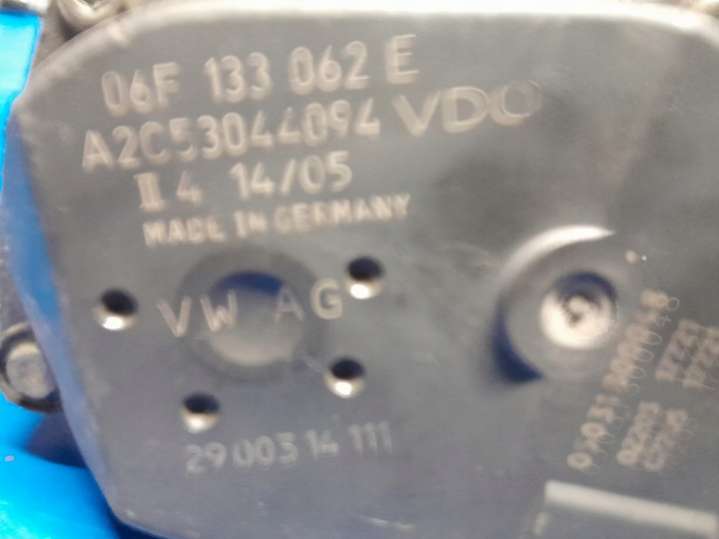 06F 133 062 E
A2C53044094 VDO
II 4 14/05
MADE IN GERMANY
VW AG
29 003 14 111